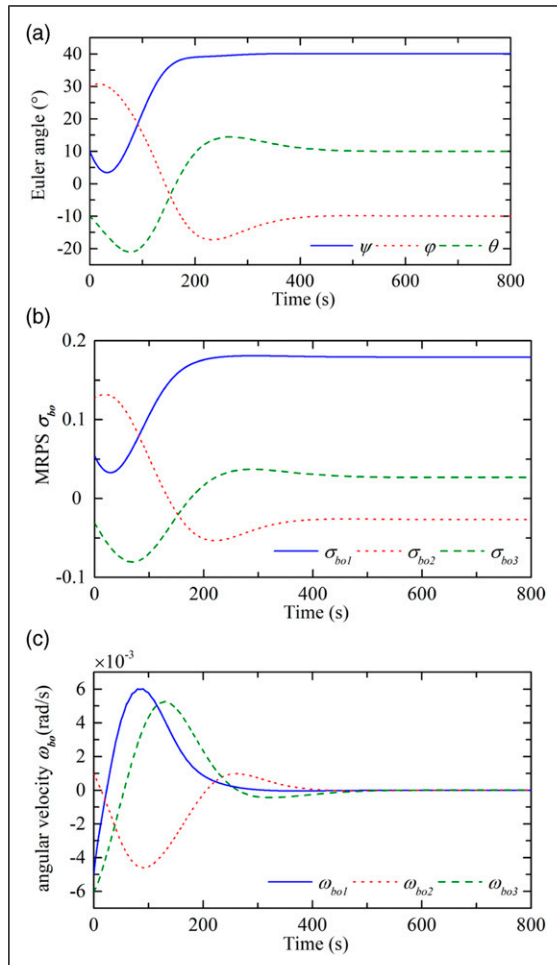 (a)
40
30
20
10
0
-10
-20
Euler angle (°)
ψ φ θ
0 200 400 600 800
Time (s)
(b)
0.2
0.1
0
-0.1
MRPS σbo
σbo1 σbo2 σbo3
0 200 400 600 800
Time (s)
(c)
×10-3
6
4
2
0
-2
-4
-6
angular velocity ωbo(rad/s)
ωbo1 ωbo2 ωbo3
0 200 400 600 800
Time (s)